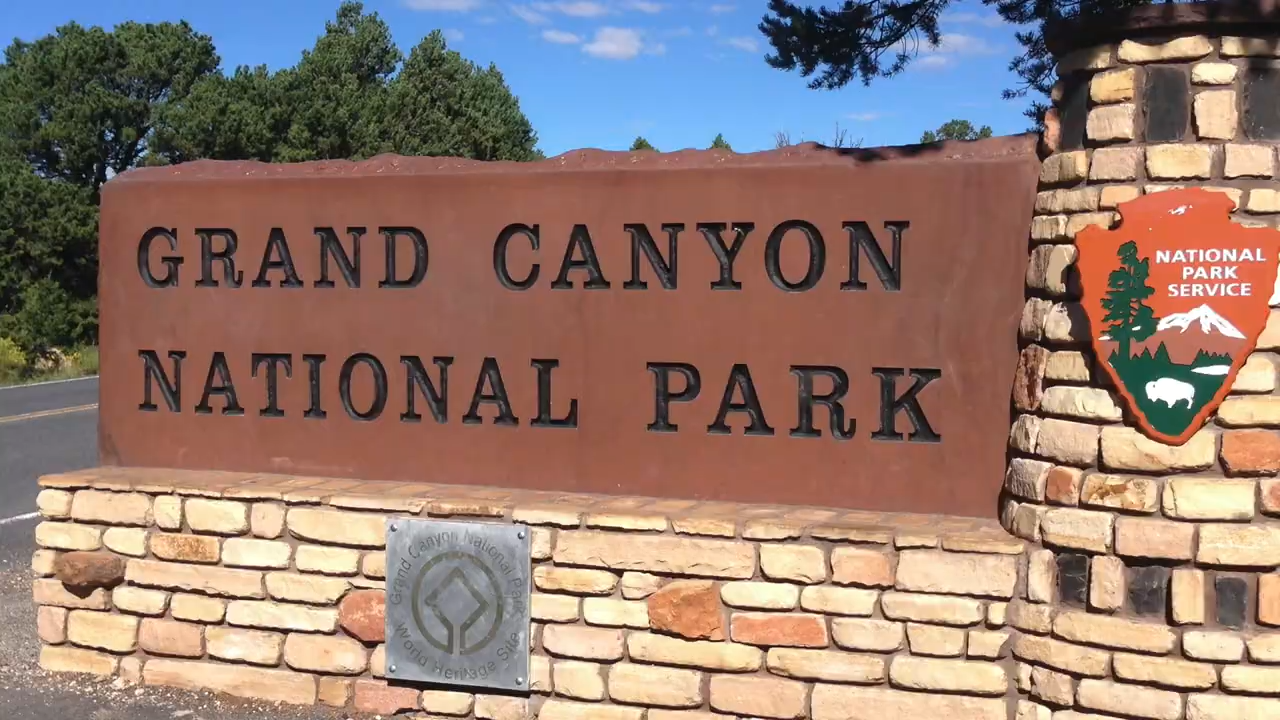 GRAND CANYON
NATIONAL PARK
NATIONAL
PARK
SERVICE
Grand Canyon National Park
World Heritage Site